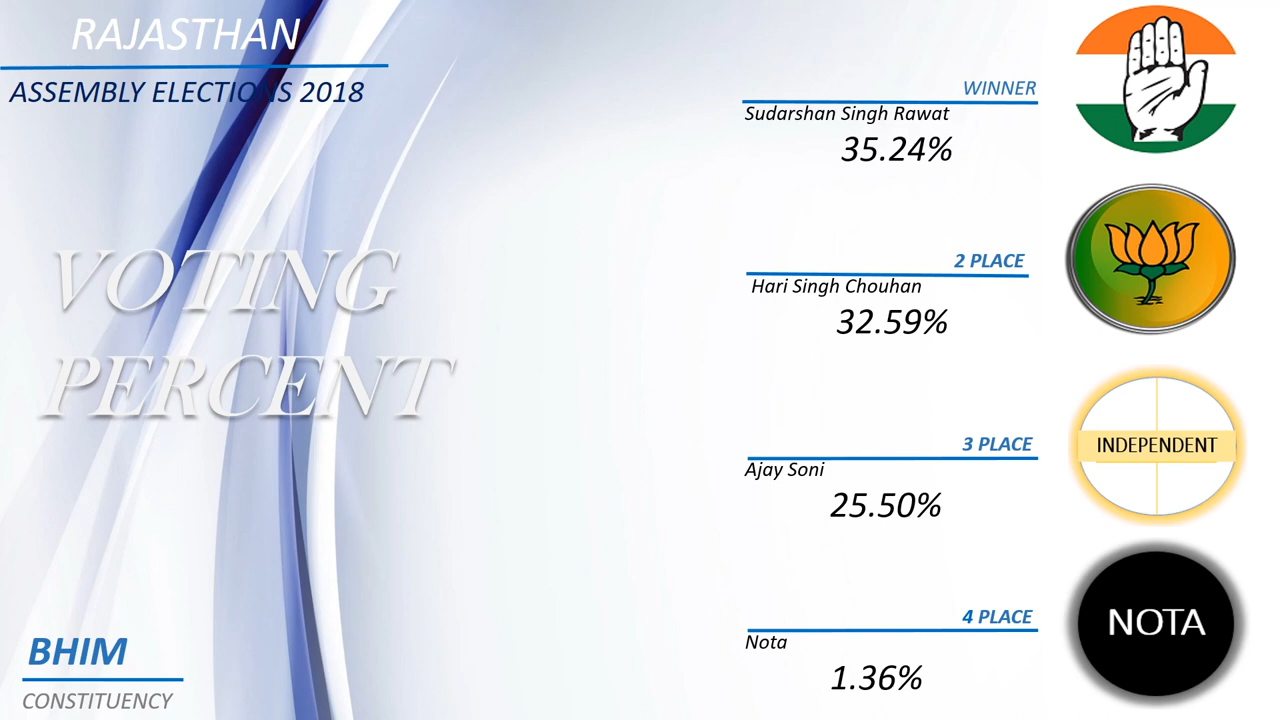 RAJASTHAN
ASSEMBLY ELECTIONS 2018
VOTING
PERCENT
BHIM
CONSTITUENCY
WINNER
Sudarshan Singh Rawat
35.24%
2 PLACE
Hari Singh Chouhan
32.59%
3 PLACE
Ajay Soni
25.50%
INDEPENDENT
4 PLACE
Nota
1.36%
NOTA